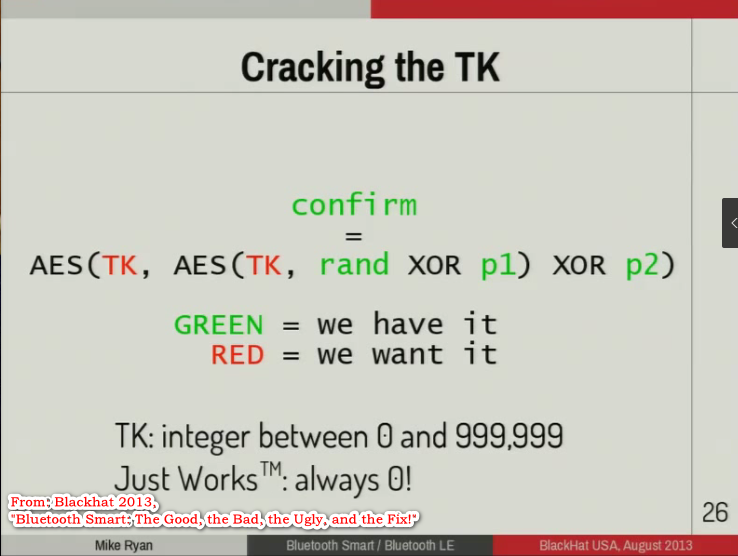 Cracking the TK
confirm
=
AES(TK, AES(TK, rand XOR p1) XOR p2)
GREEN = we have it
RED = we want it
TK: integer between 0 and 999,999
Just Works™: always 0!
From: Blackhat 2013,
"Bluetooth Smart: The Good, the Bad, the Ugly, and the Fix!"
26
Mike Ryan
Bluetooth Smart / Bluetooth LE
BlackHat USA, August 2013